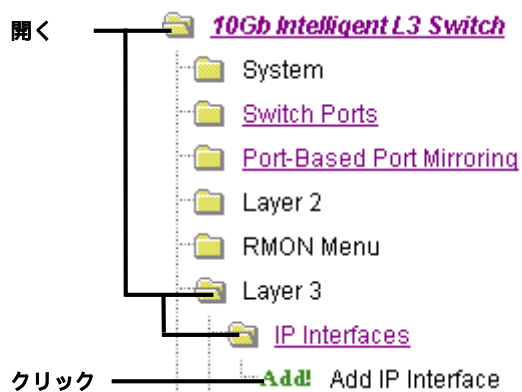 開く 10Gb Intelligent L3 Switch
System
Switch Ports
Port-Based Port Mirroring
Layer 2
RMON Menu
Layer 3
IP Interfaces
クリック Add! Add IP Interface